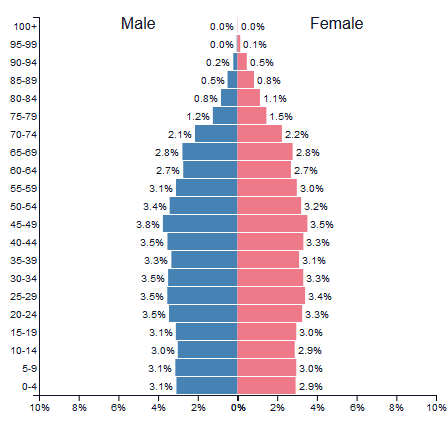 Male Female
100+ 0.0% 0.0%
95-99 0.0% 0.1%
90-94 0.2% 0.5%
85-89 0.5% 0.8%
80-84 0.8% 1.1%
75-79 1.2% 1.5%
70-74 2.1% 2.2%
65-69 2.8% 2.8%
60-64 2.7% 2.7%
55-59 3.1% 3.0%
50-54 3.4% 3.2%
45-49 3.8% 3.5%
40-44 3.5% 3.3%
35-39 3.3% 3.1%
30-34 3.5% 3.3%
25-29 3.5% 3.4%
20-24 3.5% 3.3%
15-19 3.1% 3.0%
10-14 3.0% 2.9%
5-9 3.1% 3.0%
0-4 3.1% 2.9%
10% 8% 6% 4% 2% 0% 2% 4% 6% 8% 10%